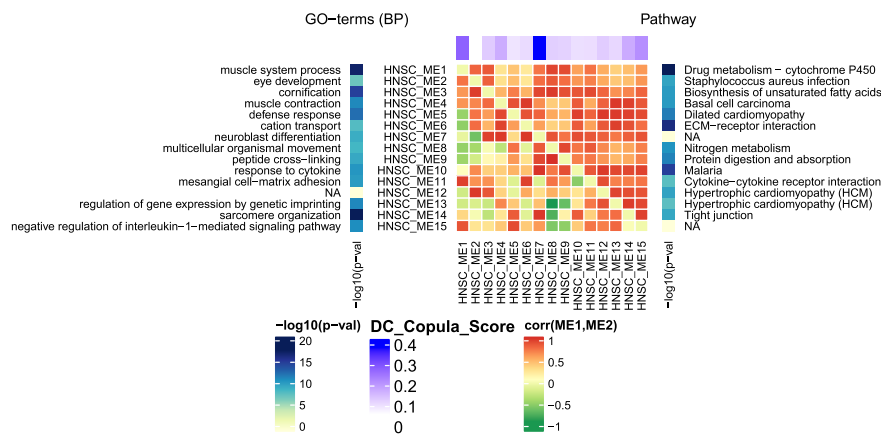 GO−terms (BP)
Pathway
muscle system process
HNSC_ME1
Drug metabolism − cytochrome P450
eye development
HNSC_ME2
Staphylococcus aureus infection
cornification
HNSC_ME3
Biosynthesis of unsaturated fatty acids
muscle contraction
HNSC_ME4
Basal cell carcinoma
defense response
HNSC_ME5
Dilated cardiomyopathy
cation transport
HNSC_ME6
ECM−receptor interaction
neuroblast differentiation
HNSC_ME7
NA
multicellular organismal movement
HNSC_ME8
Nitrogen metabolism
peptide cross−linking
HNSC_ME9
Protein digestion and absorption
response to cytokine
HNSC_ME10
Malaria
mesangial cell−matrix adhesion
HNSC_ME11
Cytokine−cytokine receptor interaction
NA
HNSC_ME12
Hypertrophic cardiomyopathy (HCM)
regulation of gene expression by genetic imprinting
HNSC_ME13
Hypertrophic cardiomyopathy (HCM)
sarcomere organization
HNSC_ME14
Tight junction
negative regulation of interleukin−1−mediated signaling pathway
HNSC_ME15
NA
−log10(p−val
HNSC_ME1
HNSC_ME2
HNSC_ME3
HNSC_ME4
HNSC_ME5
HNSC_ME6
HNSC_ME7
HNSC_ME8
HNSC_ME9
HNSC_ME10
HNSC_ME11
HNSC_ME12
HNSC_ME13
HNSC_ME14
HNSC_ME15
−log10(p−val
−log10(p−val)
20
15
10
5
0
DC_Copula_Score
0.4
0.3
0.2
0.1
0
corr(ME1,ME2)
1
0.5
0
−0.5
−1